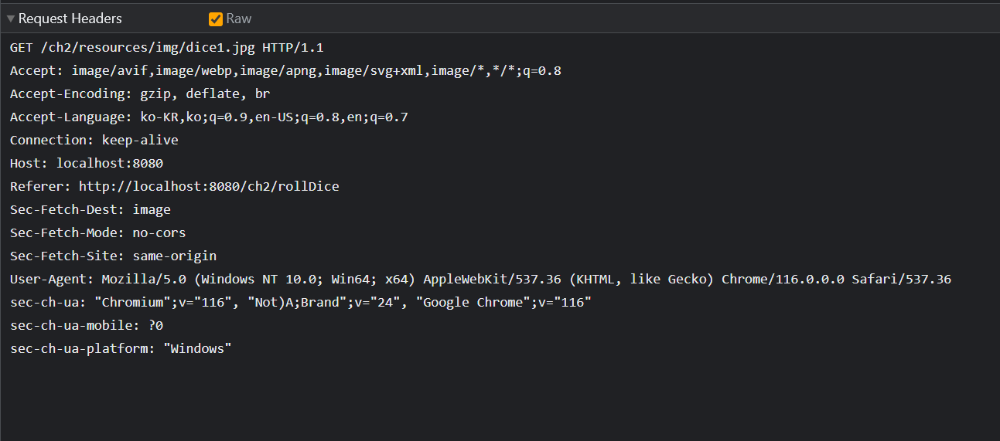 Request Headers Raw
GET /ch2/resources/img/dice1.jpg HTTP/1.1
Accept: image/avif,image/webp,image/apng,image/svg+xml,image/*,*/*;q=0.8
Accept-Encoding: gzip, deflate, br
Accept-Language: ko-KR,ko;q=0.9,en-US;q=0.8,en;q=0.7
Connection: keep-alive
Host: localhost:8080
Referer: http://localhost:8080/ch2/rollDice
Sec-Fetch-Dest: image
Sec-Fetch-Mode: no-cors
Sec-Fetch-Site: same-origin
User-Agent: Mozilla/5.0 (Windows NT 10.0; Win64; x64) AppleWebKit/537.36 (KHTML, like Gecko) Chrome/116.0.0.0 Safari/537.36
sec-ch-ua: "Chromium";v="116", "Not)A;Brand";v="24", "Google Chrome";v="116"
sec-ch-ua-mobile: ?0
sec-ch-ua-platform: "Windows"